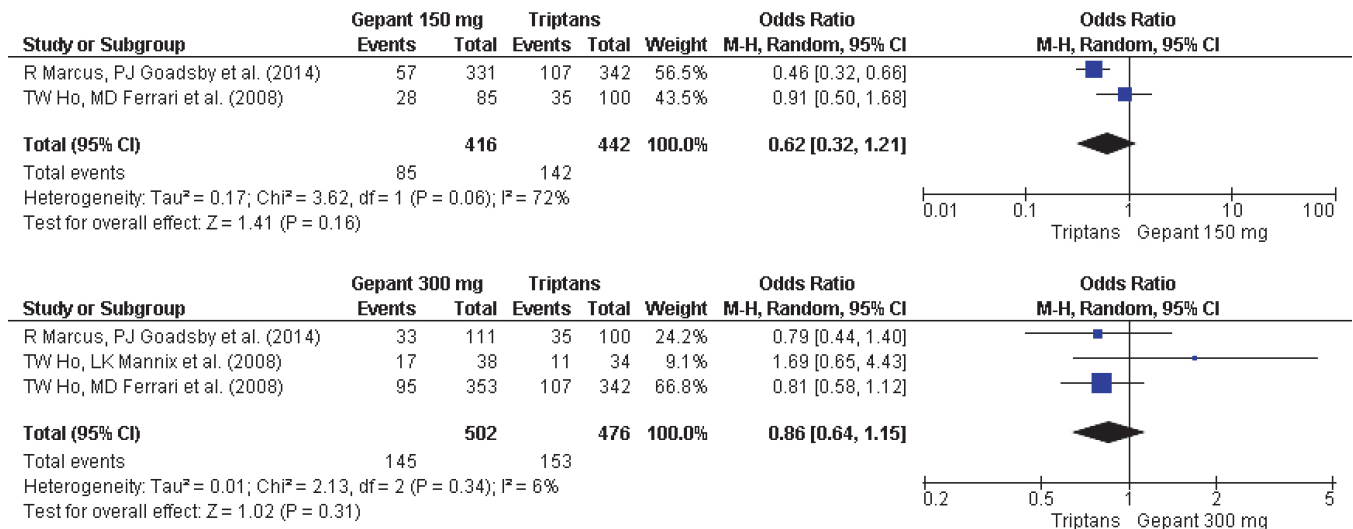 Gepant 150 mg Triptans Odds Ratio Odds Ratio
Study or Subgroup Events Total Events Total Weight M-H, Random, 95% CI M-H, Random, 95% CI
R Marcus, PJ Goadsby et al. (2014) 57 331 107 342 56.5% 0.46 [0.32, 0.66]
TW Ho, MD Ferrari et al. (2008) 28 85 35 100 43.5% 0.91 [0.50, 1.68]
Total (95% CI) 416 442 100.0% 0.62 [0.32, 1.21]
Total events 85 142
Heterogeneity: Tau² = 0.17; Chi² = 3.62, df = 1 (P = 0.06); I² = 72%
Test for overall effect: Z = 1.41 (P = 0.16)
0.01 0.1 1 10 100
Triptans Gepant 150 mg
Gepant 300 mg Triptans Odds Ratio Odds Ratio
Study or Subgroup Events Total Events Total Weight M-H, Random, 95% CI M-H, Random, 95% CI
R Marcus, PJ Goadsby et al. (2014) 33 111 35 100 24.2% 0.79 [0.44, 1.40]
TW Ho, LK Mannix et al. (2008) 17 38 11 34 9.1% 1.69 [0.65, 4.43]
TW Ho, MD Ferrari et al. (2008) 95 353 107 342 66.8% 0.81 [0.58, 1.12]
Total (95% CI) 502 476 100.0% 0.86 [0.64, 1.15]
Total events 145 153
Heterogeneity: Tau² = 0.01; Chi² = 2.13, df = 2 (P = 0.34); I² = 6%
Test for overall effect: Z = 1.02 (P = 0.31)
0.2 0.5 1 2 5
Triptans Gepant 300 mg